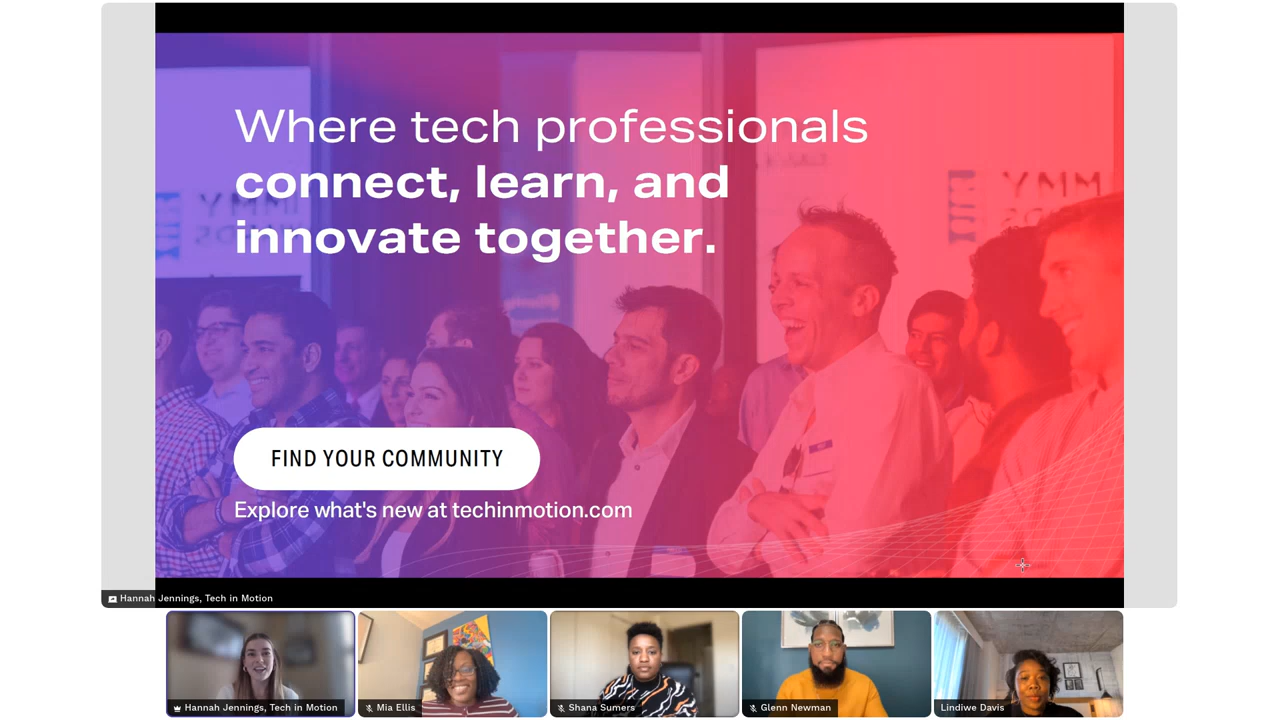 Where tech professionals
connect, learn, and
innovate together.
FIND YOUR COMMUNITY
Explore what's new at techinmotion.com
Hannah Jennings, Tech in Motion
Hannah Jennings, Tech in Motion
Mia Ellis
Shana Sumers
Glenn Newman
Lindiwe Davis